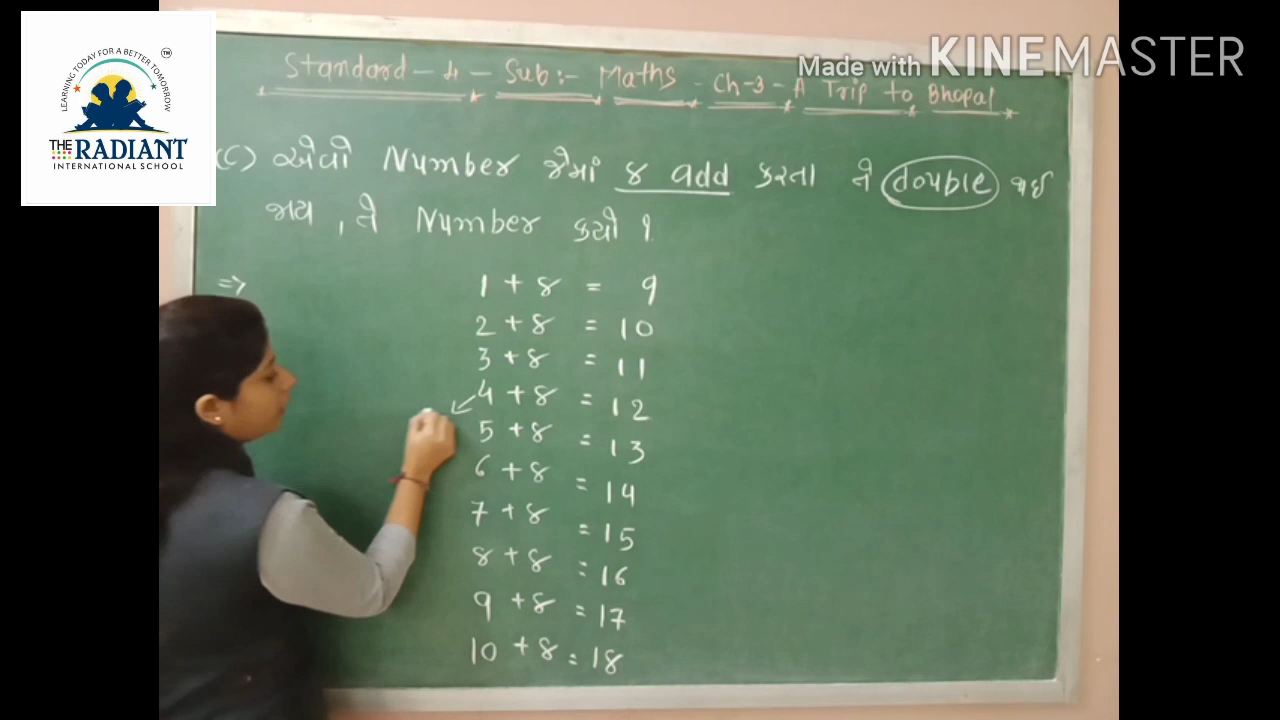 LEARNING TODAY FOR A BETTER TOMORROW
TM
THE RADIANT
INTERNATIONAL SCHOOL
Made with KINEMASTER
Standard - 4 - Sub:- Maths - Ch-3 - A Trip to Bhopal
(C) એવો Number જેમાં 8 add કરતા તે double થઈ
જાય, તે Number કયો ?
=>
1 + 8 = 9
2 + 8 = 10
3 + 8 = 11
4 + 8 = 12
5 + 8 = 13
6 + 8 = 14
7 + 8 = 15
8 + 8 = 16
9 + 8 = 17
10 + 8 = 18